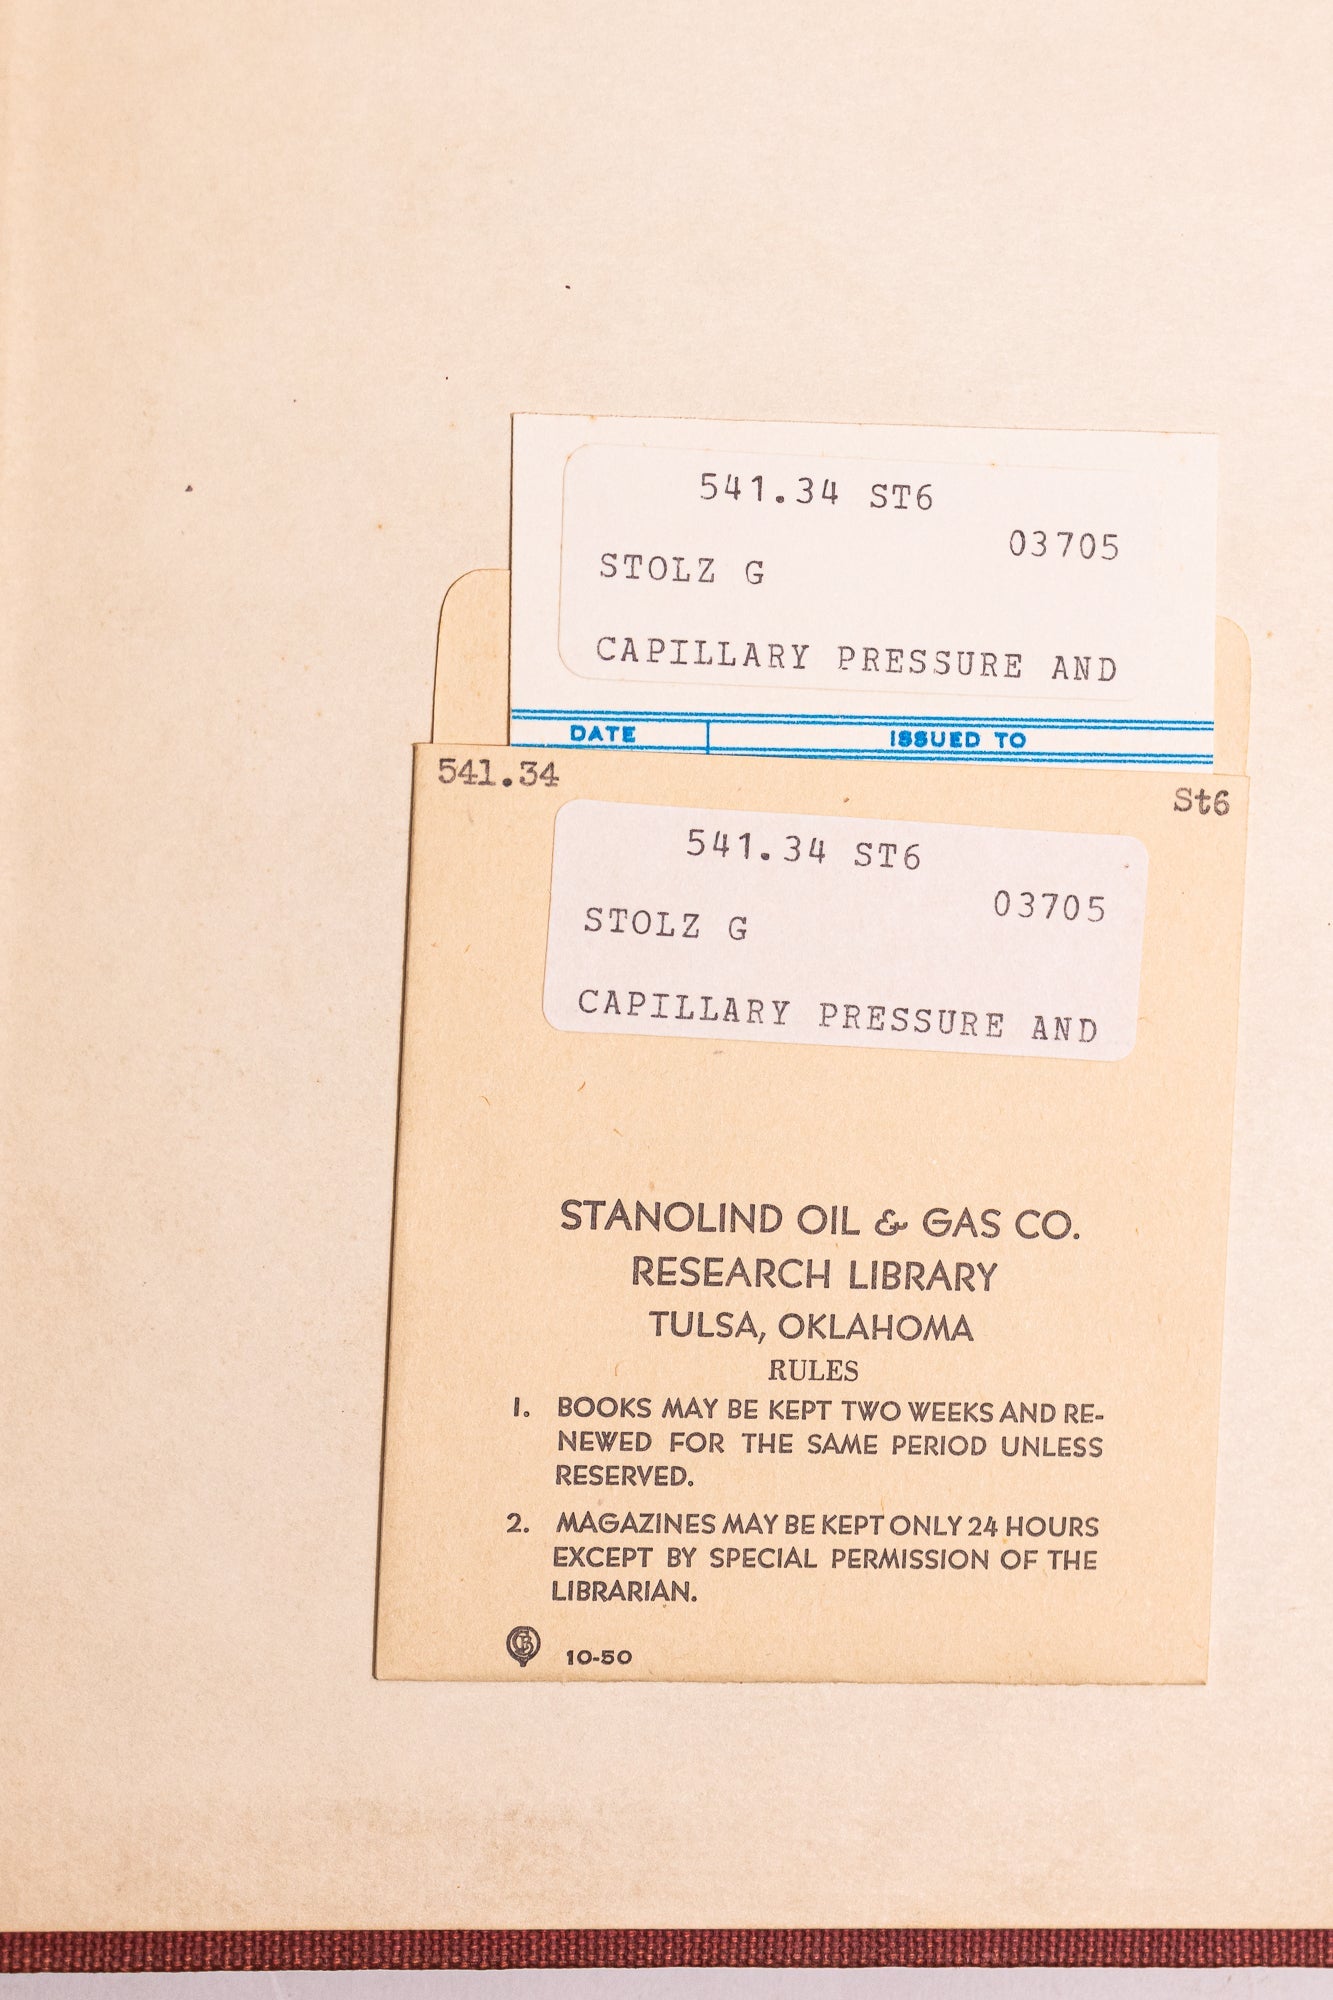 541.34 ST6
03705
STOLZ G
CAPILLARY PRESSURE AND
DATE ISSUED TO
541.34 St6
541.34 ST6
03705
STOLZ G
CAPILLARY PRESSURE AND
STANOLIND OIL & GAS CO.
RESEARCH LIBRARY
TULSA, OKLAHOMA
RULES
1. BOOKS MAY BE KEPT TWO WEEKS AND RE-
NEWED FOR THE SAME PERIOD UNLESS
RESERVED.
2. MAGAZINES MAY BE KEPT ONLY 24 HOURS
EXCEPT BY SPECIAL PERMISSION OF THE
LIBRARIAN.
10-50